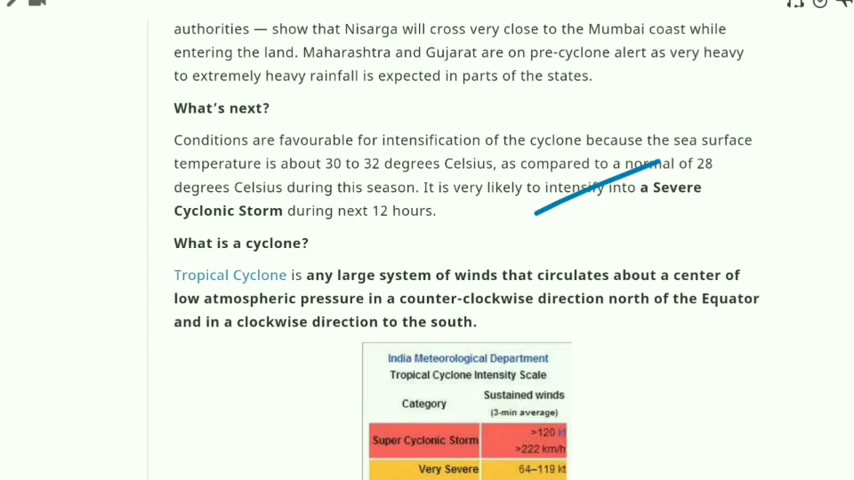 authorities — show that Nisarga will cross very close to the Mumbai coast while
entering the land. Maharashtra and Gujarat are on pre-cyclone alert as very heavy
to extremely heavy rainfall is expected in parts of the states.
What's next?
Conditions are favourable for intensification of the cyclone because the sea surface
temperature is about 30 to 32 degrees Celsius, as compared to a normal of 28
degrees Celsius during this season. It is very likely to intensify into a Severe
Cyclonic Storm during next 12 hours.
What is a cyclone?
Tropical Cyclone is any large system of winds that circulates about a center of
low atmospheric pressure in a counter-clockwise direction north of the Equator
and in a clockwise direction to the south.
India Meteorological Department
Tropical Cyclone Intensity Scale
Category Sustained winds
(3-min average)
Super Cyclonic Storm >120 kt
>222 km/h
Very Severe 64–119 kt